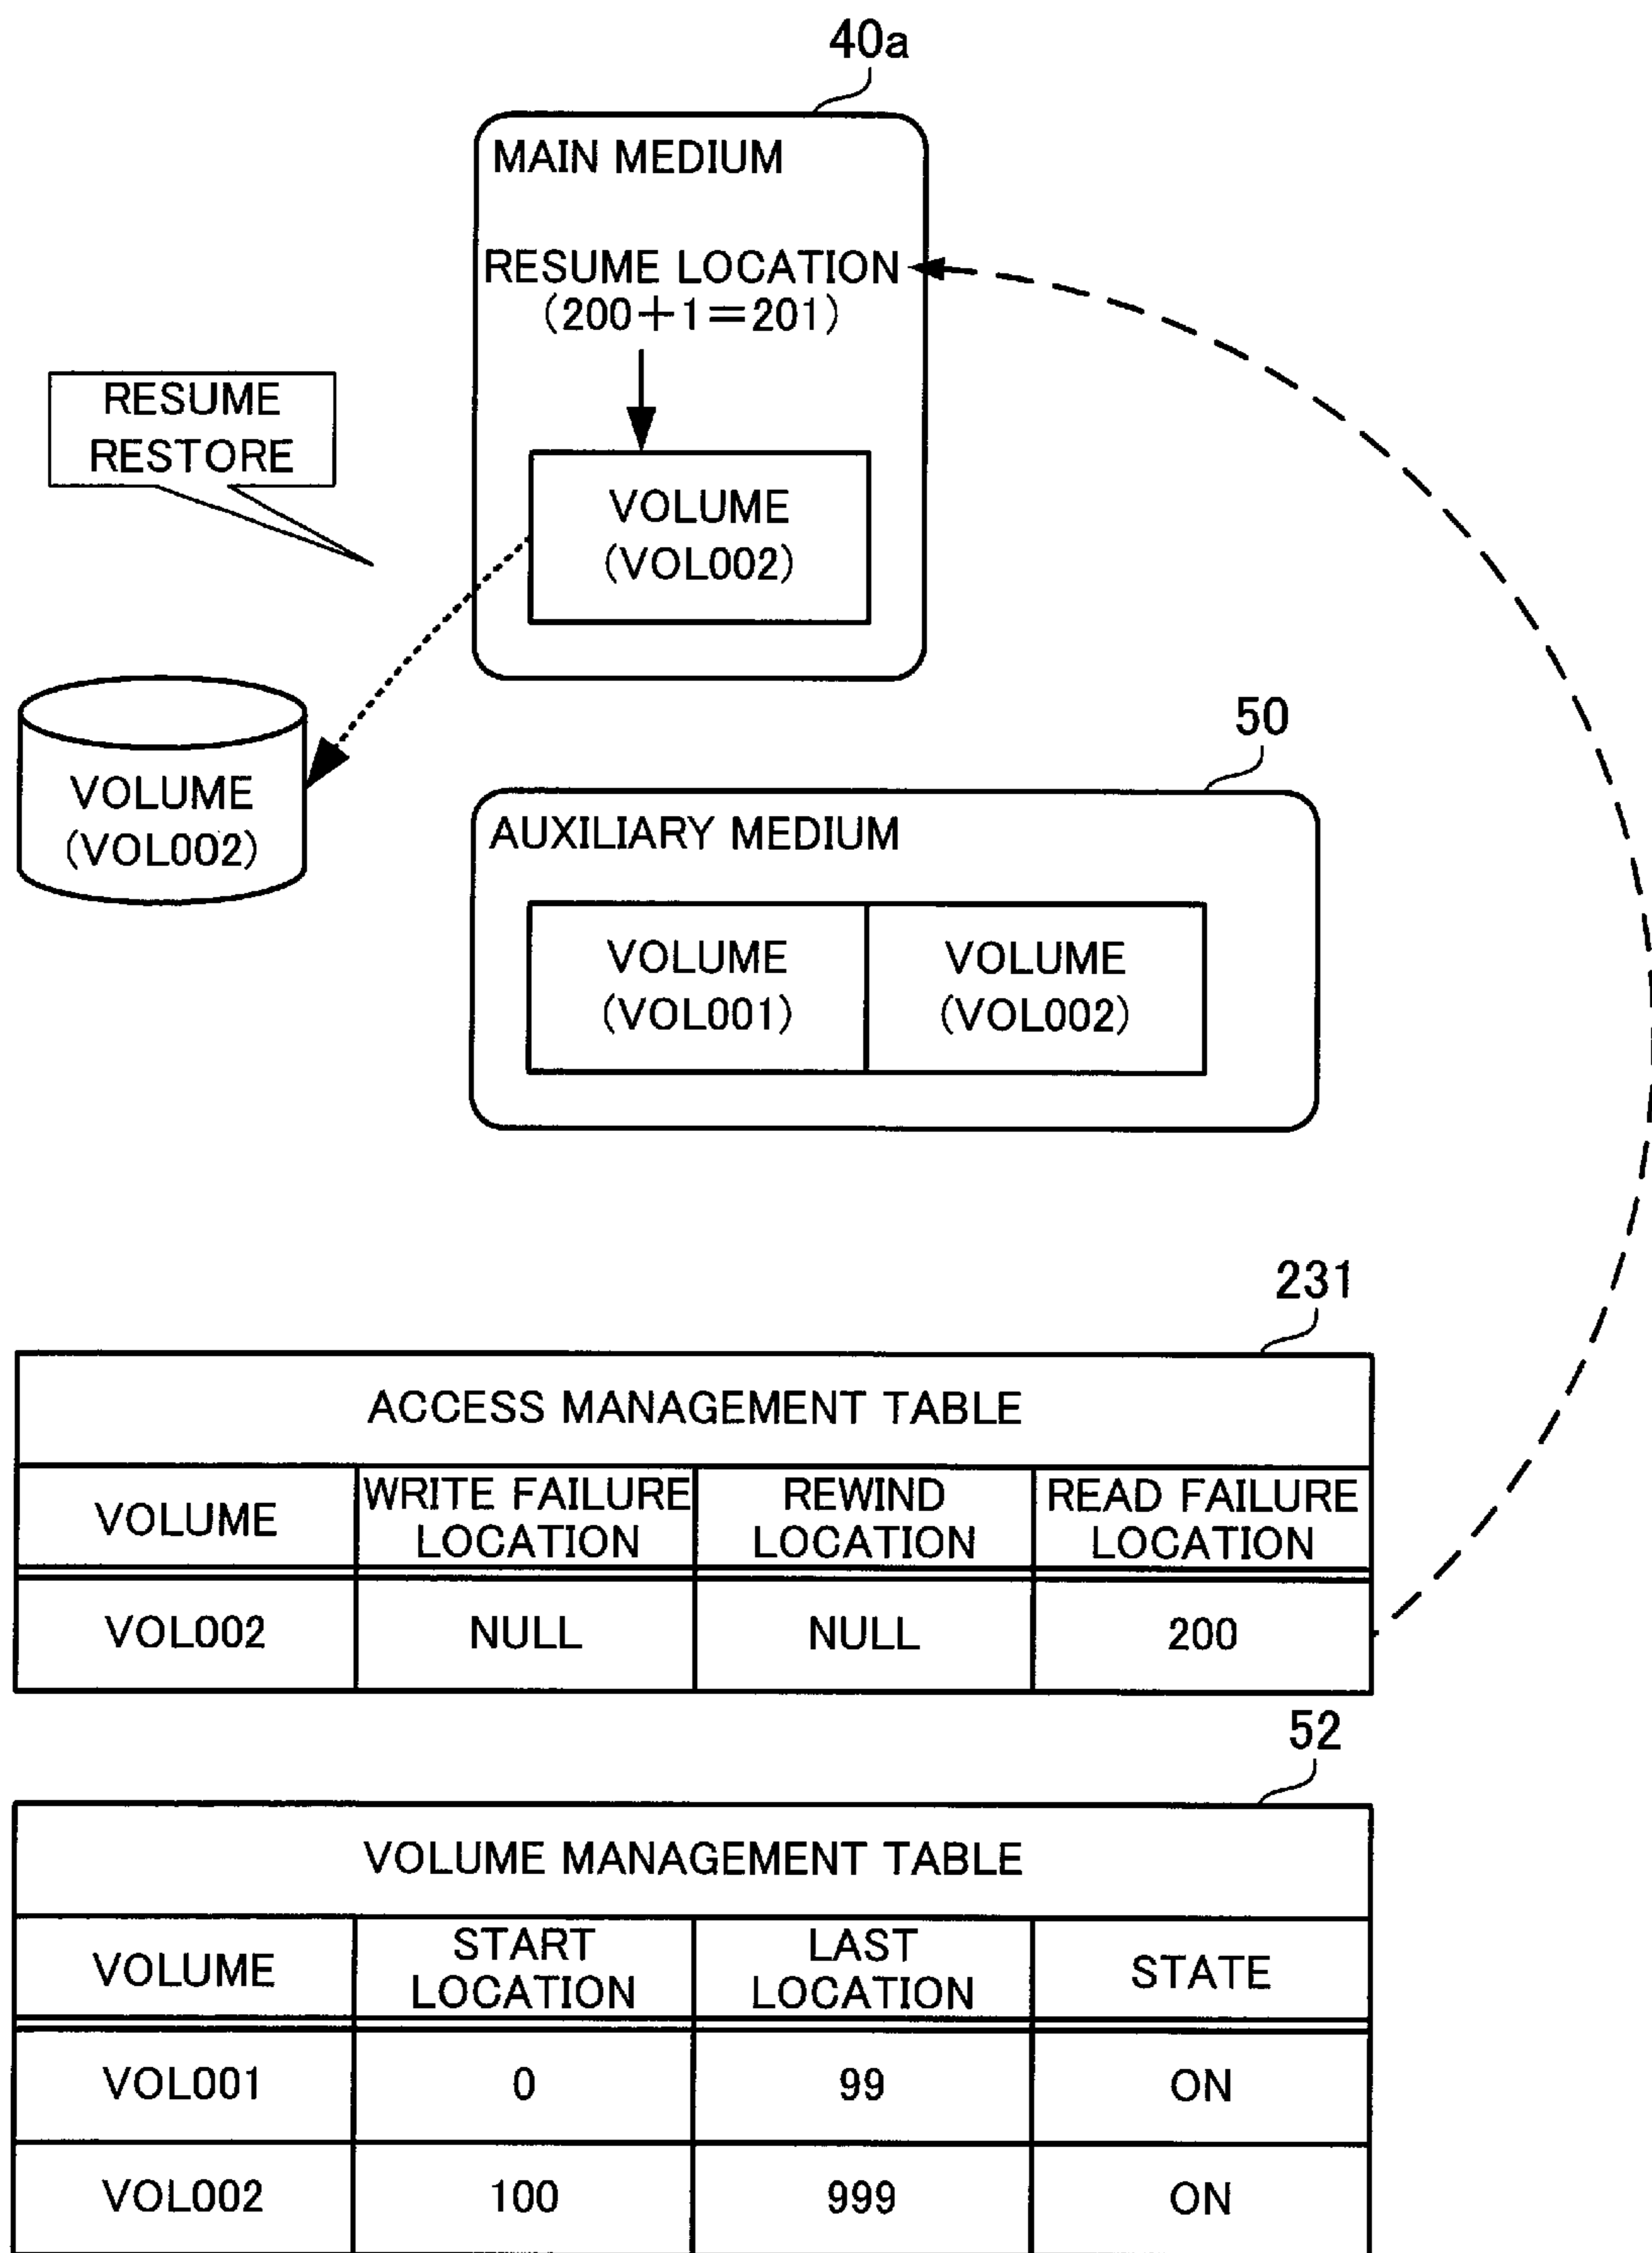 40a
MAIN MEDIUM
RESUME LOCATION
(200+1=201)
RESUME
RESTORE
VOLUME
(VOL002)
VOLUME
(VOL002)
50
AUXILIARY MEDIUM
VOLUME
(VOL001)
VOLUME
(VOL002)
231
ACCESS MANAGEMENT TABLE
VOLUME
WRITE FAILURE
LOCATION
REWIND
LOCATION
READ FAILURE
LOCATION
VOL002 NULL NULL 200
52
VOLUME MANAGEMENT TABLE
VOLUME
START
LOCATION
LAST
LOCATION
STATE
VOL001 0 99 ON
VOL002 100 999 ON